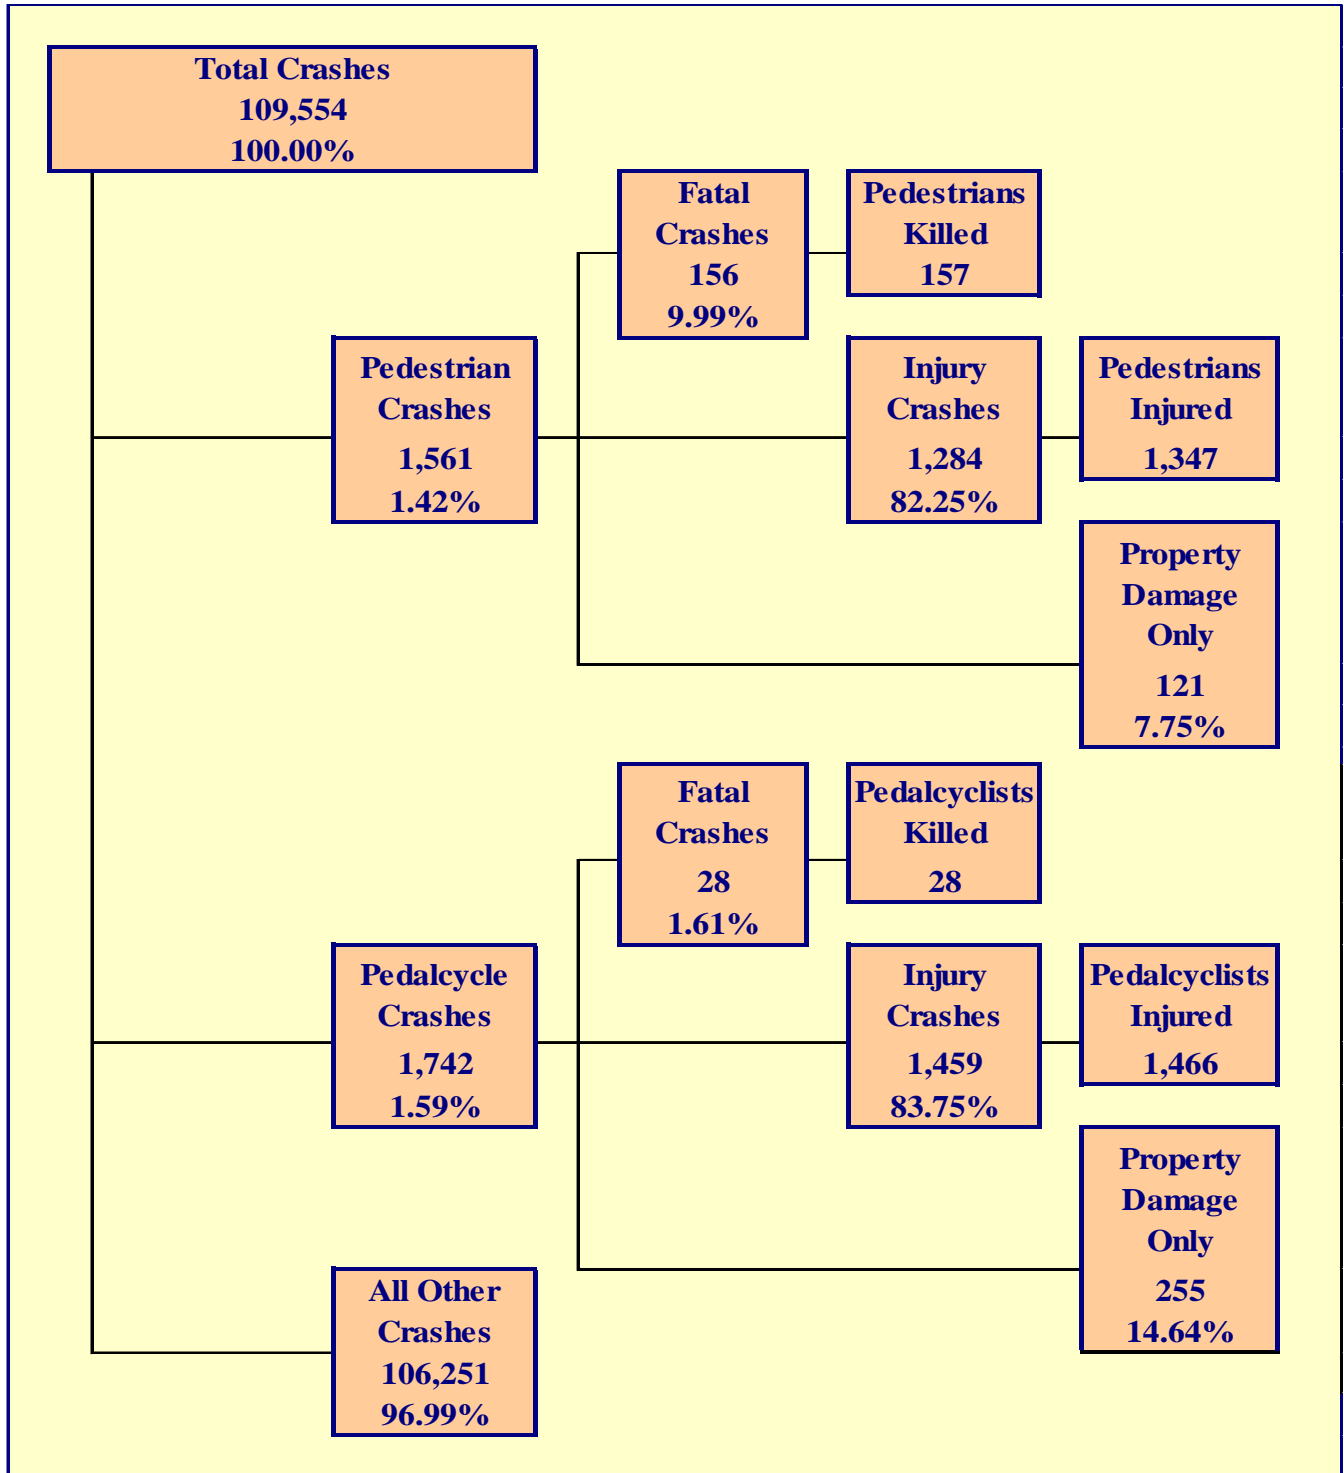 Total Crashes
109,554
100.00%
Fatal
Crashes
156
9.99%
Pedestrians
Killed
157
Pedestrian
Crashes
1,561
1.42%
Injury
Crashes
1,284
82.25%
Pedestrians
Injured
1,347
Property
Damage
Only
121
7.75%
Fatal
Crashes
28
1.61%
Pedalcyclists
Killed
28
Pedalcycle
Crashes
1,742
1.59%
Injury
Crashes
1,459
83.75%
Pedalcyclists
Injured
1,466
Property
Damage
Only
255
14.64%
All Other
Crashes
106,251
96.99%